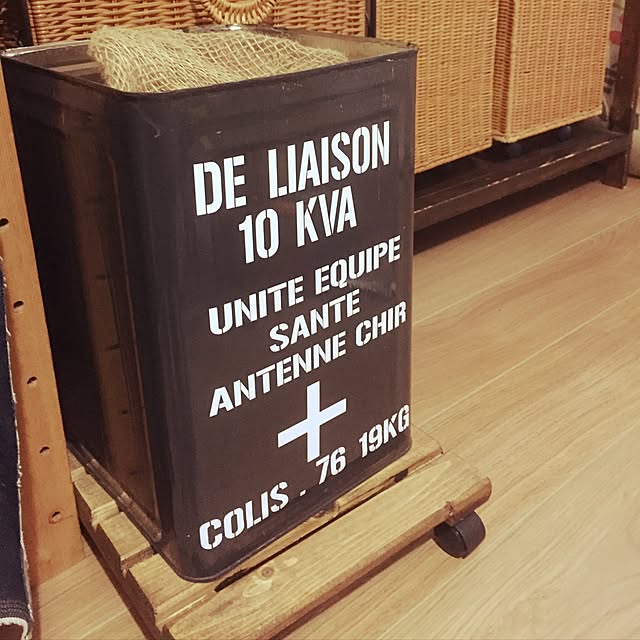 DE LIAISON
10 KVA
UNITE EQUIPE
SANTE
ANTENNE CHIR
COLIS . 76 19KG